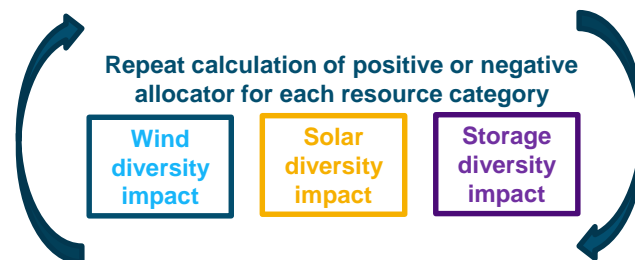 Repeat calculation of positive or negative
allocator for each resource category
Wind
diversity
impact
Solar
diversity
impact
Storage
diversity
impact